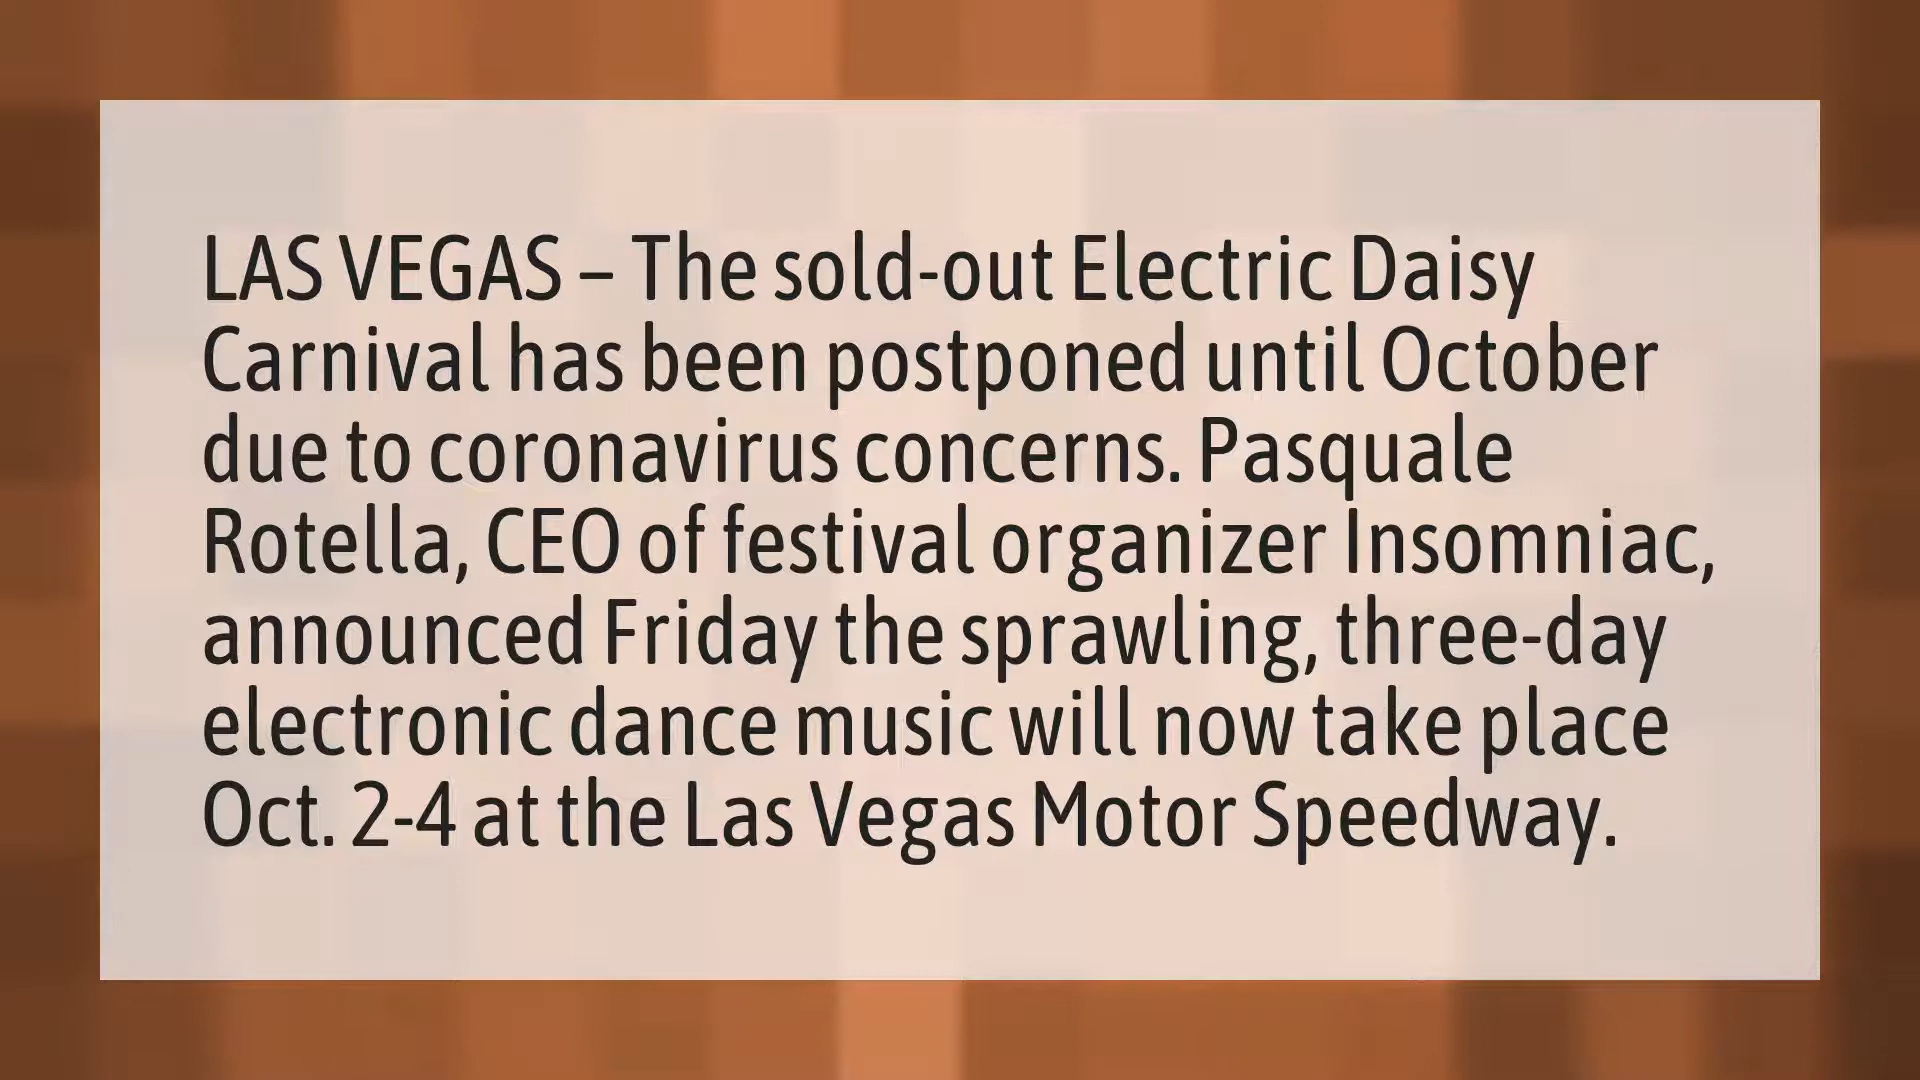 LAS VEGAS – The sold-out Electric Daisy
Carnival has been postponed until October
due to coronavirus concerns. Pasquale
Rotella, CEO of festival organizer Insomniac,
announced Friday the sprawling, three-day
electronic dance music will now take place
Oct. 2-4 at the Las Vegas Motor Speedway.